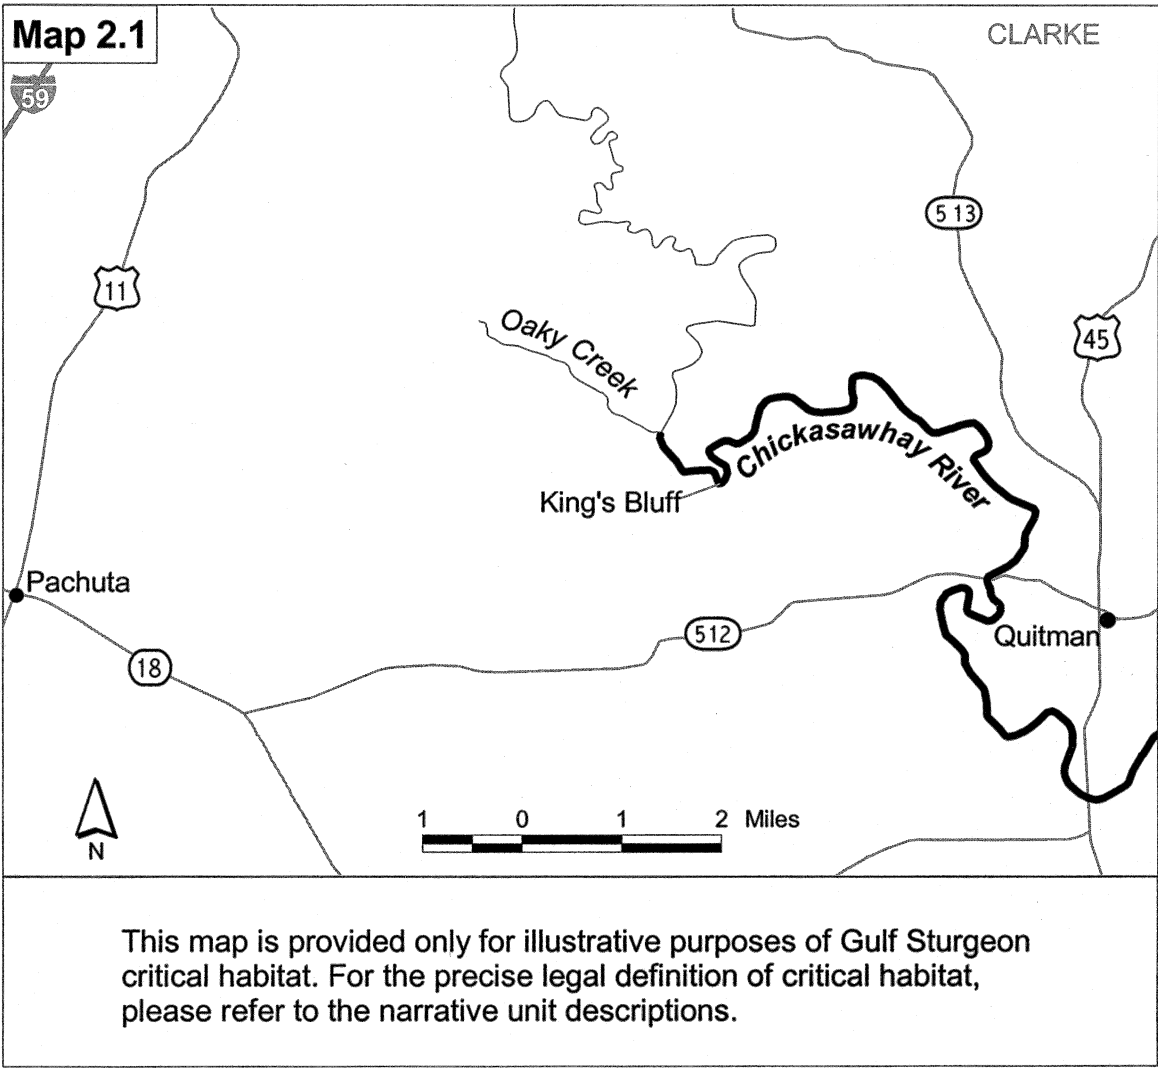 Map 2.1
CLARKE
59
5 13
11
45
Oaky Creek
Chickasawhay River
King's Bluff
Pachuta
Quitman
512
18
1 0 1 2 Miles
N
This map is provided only for illustrative purposes of Gulf Sturgeon
critical habitat. For the precise legal definition of critical habitat,
please refer to the narrative unit descriptions.